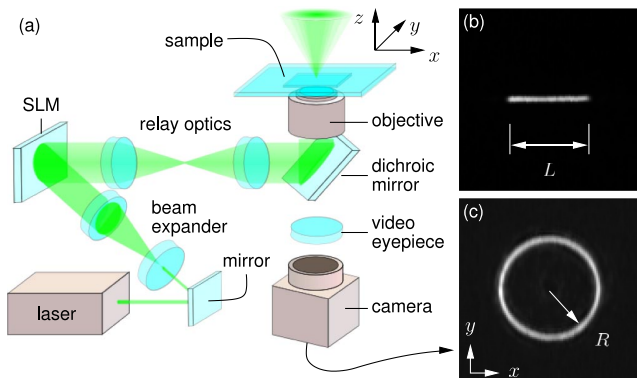 (a)
z
y
x
sample
SLM
relay optics
objective
dichroic
mirror
beam
expander
video
eyepiece
mirror
laser
camera
(b)
L
(c)
R
y
x